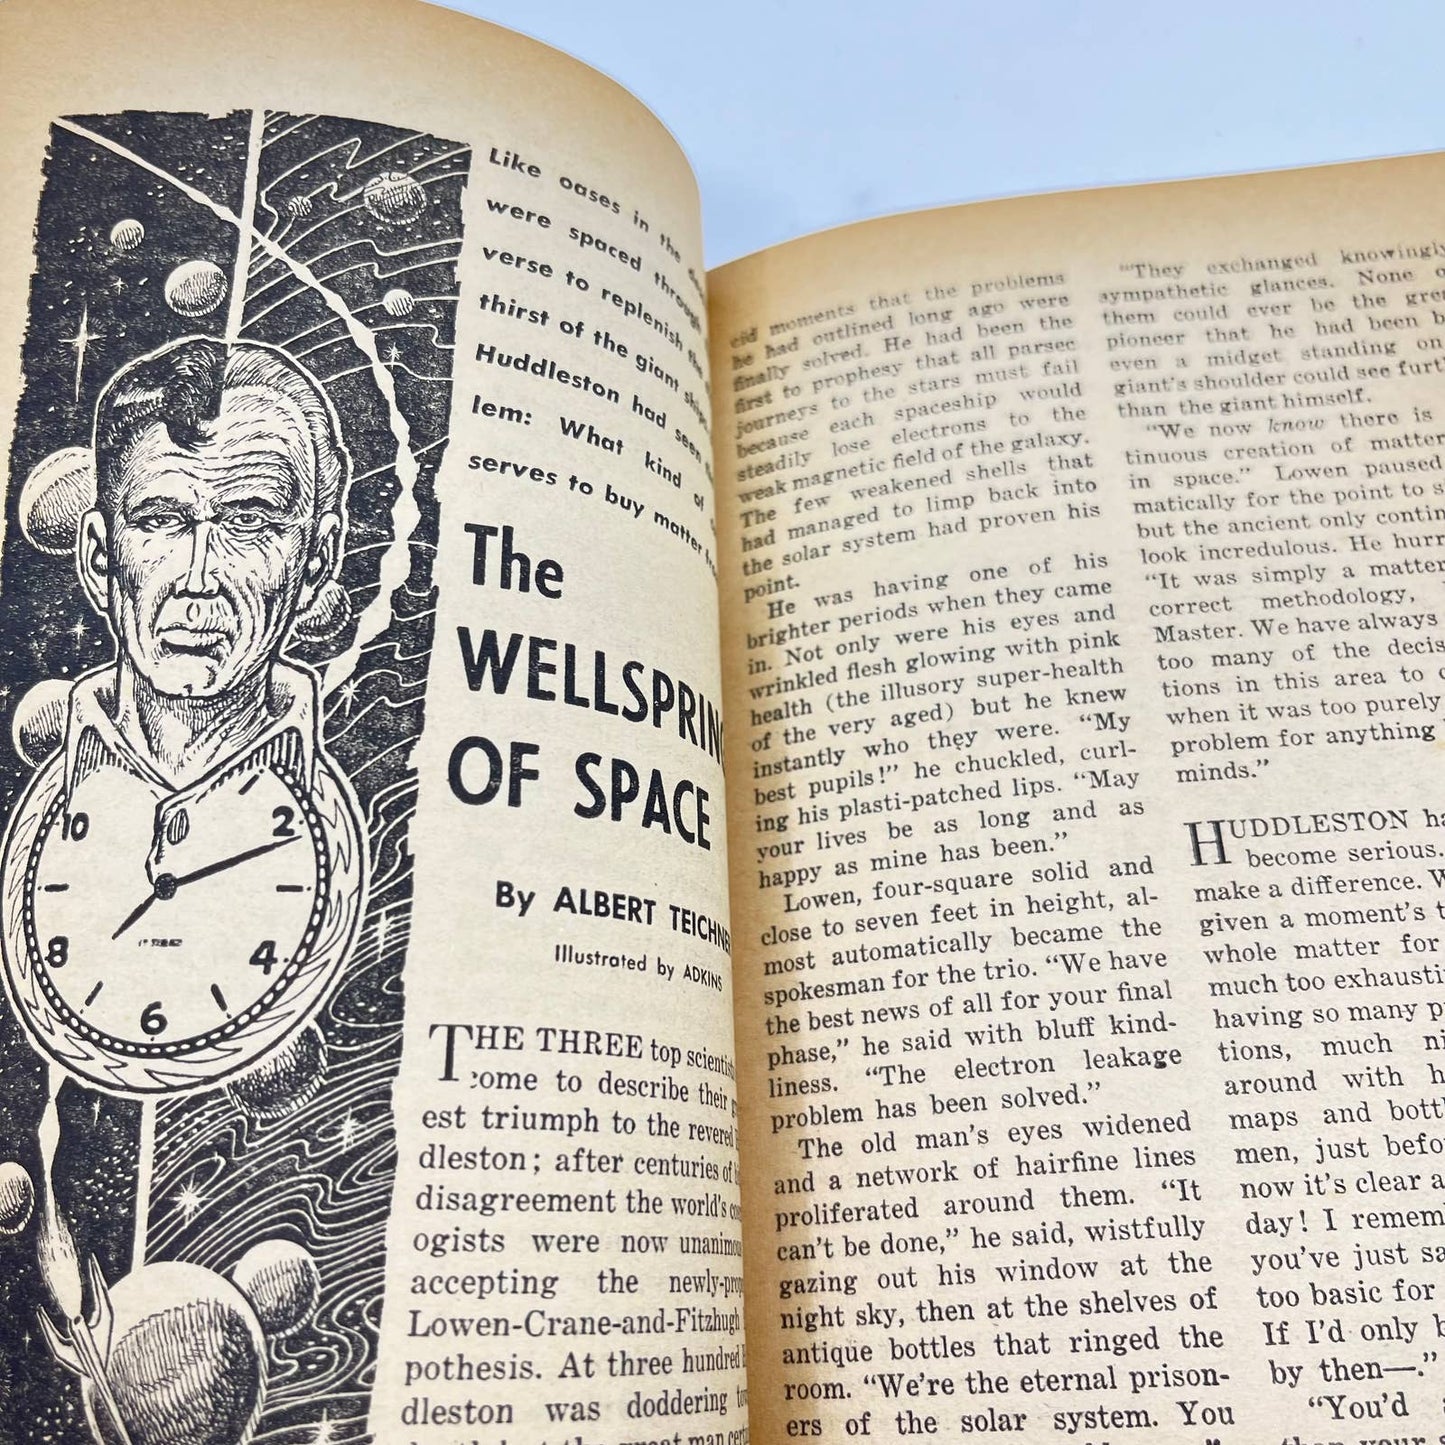 Like oases in the
were spaced through
verse to replenish the
thirst of the giant ships
Huddleston had seen
lem: What kind of
serves to buy matter
The
WELLSPRING
OF SPACE
By ALBERT TEICHNER
Illustrated by ADKINS
10
2
8
4
6
THE THREE top scientists
come to describe their
est triumph to the revered
dleston; after centuries of
disagreement the world's
ogists were now
accepting the
Lowen-Crane-and-Fitzhugh
pothesis. At three hundred
dleston was doddering
the great man
cid moments that the problems
he had outlined long ago were
finally solved. He had been the
first to prophesy that all parsec
journeys to the stars must fail
because each spaceship would
steadily lose electrons to the
weak magnetic field of the galaxy.
The few weakened shells that
had managed to limp back into
the solar system had proven his
point.
He was having one of his
brighter periods when they came
in. Not only were his eyes and
wrinkled flesh glowing with pink
health (the illusory super-health
of the very aged) but he knew
instantly who they were. "My
best pupils!" he chuckled, curl-
ing his plasti-patched lips. "May
your lives be as long and as
happy as mine has been."
Lowen, four-square solid and
close to seven feet in height, al-
most automatically became the
spokesman for the trio. "We have
the best news of all for your final
phase," he said with bluff kind-
liness. "The electron leakage
problem has been solved."
The old man's eyes widened
and a network of hairfine lines
proliferated around them. "It
can't be done," he said, wistfully
gazing out his window at the
night sky, then at the shelves of
antique bottles that ringed the
room. "We're the eternal prison-
ers of the solar system. You
"They exchanged knowingly
sympathetic glances. None
them could ever be the
pioneer that he had been
even a midget standing on
giant's shoulder could see
than the giant himself.
"We now know there is
tinuous creation of matter
in space." Lowen paused
matically for the point to
but the ancient only
look incredulous. He
"It was simply a matter
correct methodology,
Master. We have always
too many of the
tions in this area to
when it was too purely
problem for anything
minds."
HUDDLESTON
become serious.
make a difference.
given a moment's
whole matter for
much too
having so many
tions, much
around with
maps and
men, just
now it's clear a
day! I
you've just
too basic for
If I'd only
by then—."
"You'd
than your